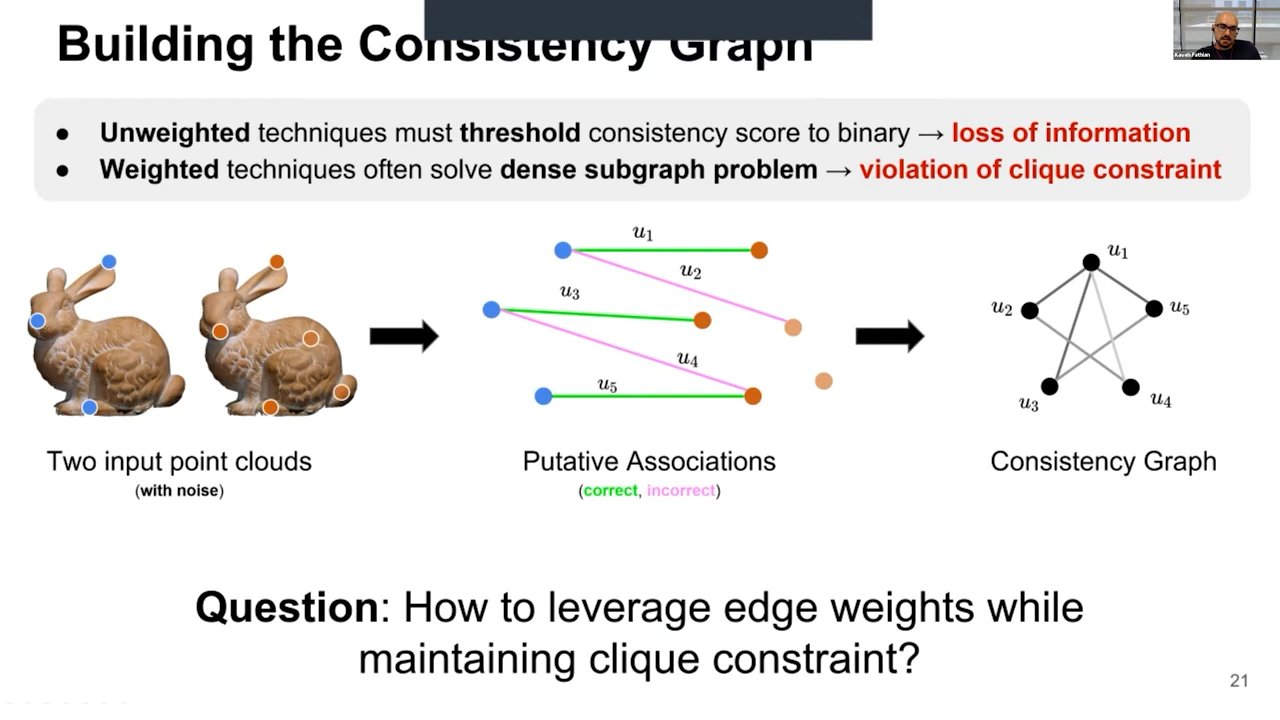 Building the Consistency Graph
Kaveh Fathian
● Unweighted techniques must threshold consistency score to binary → loss of information
● Weighted techniques often solve dense subgraph problem → violation of clique constraint
u1
u2
u3
u4
u5
u1
u2
u5
u3
u4
Two input point clouds
(with noise)
Putative Associations
(correct, incorrect)
Consistency Graph
Question: How to leverage edge weights while
maintaining clique constraint?
21